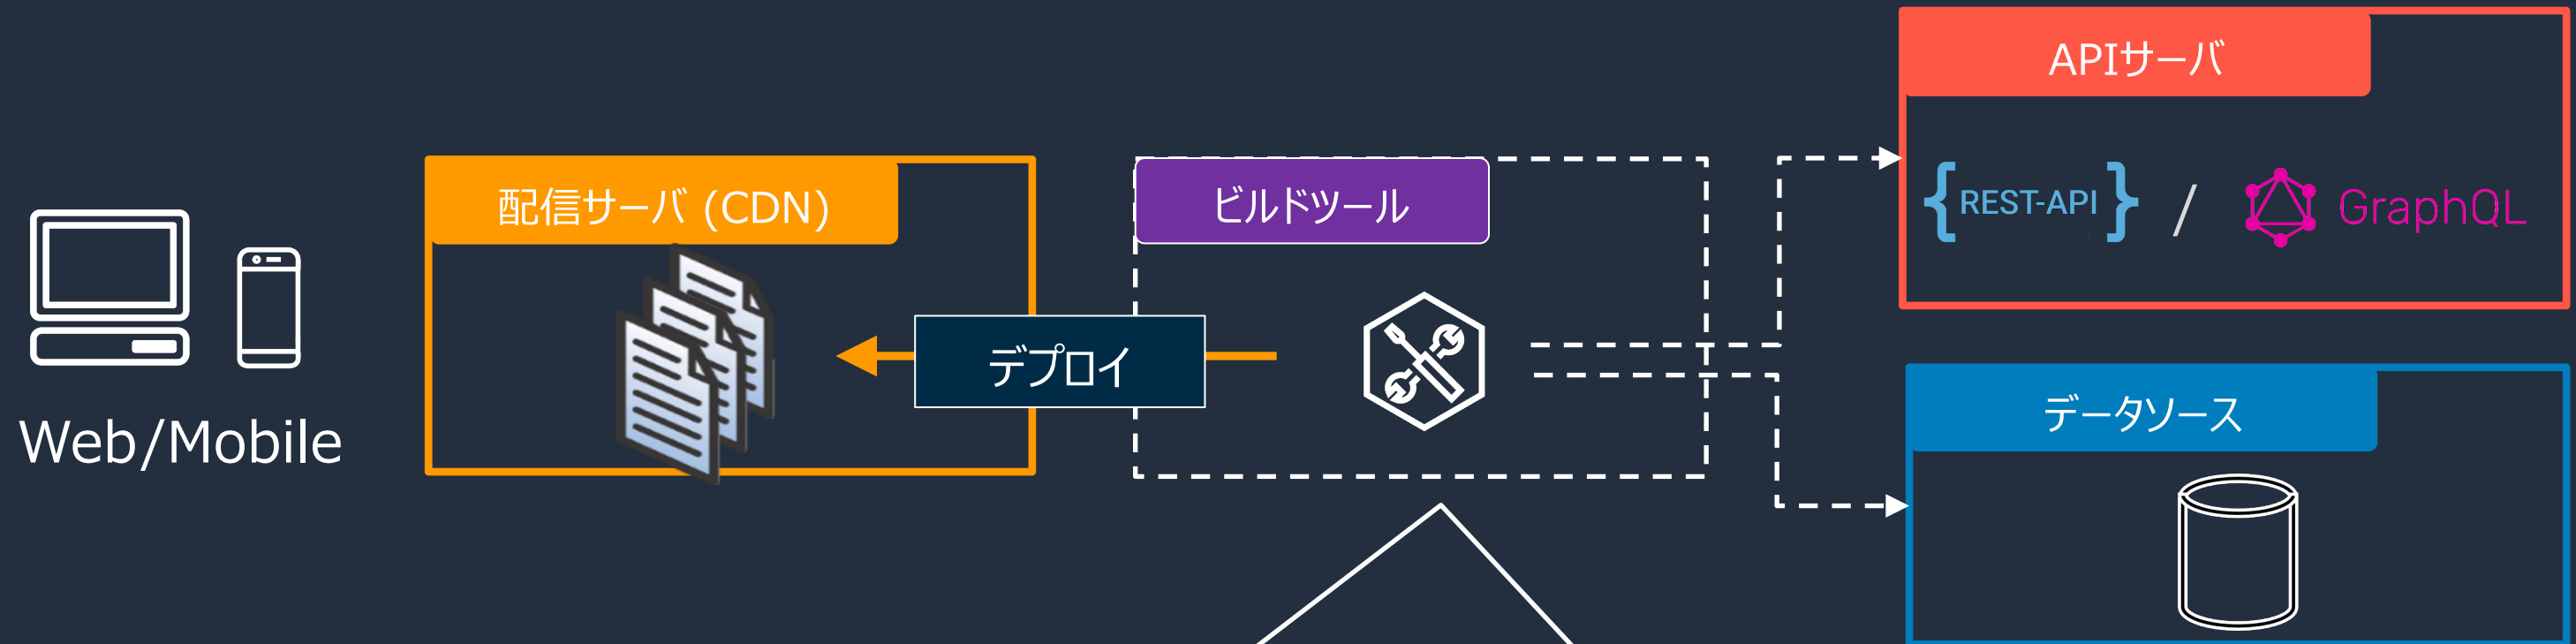 APIサーバ
配信サーバ (CDN)
ビルドツール
{REST-API} / GraphQL
デプロイ
Web/Mobile
データソース